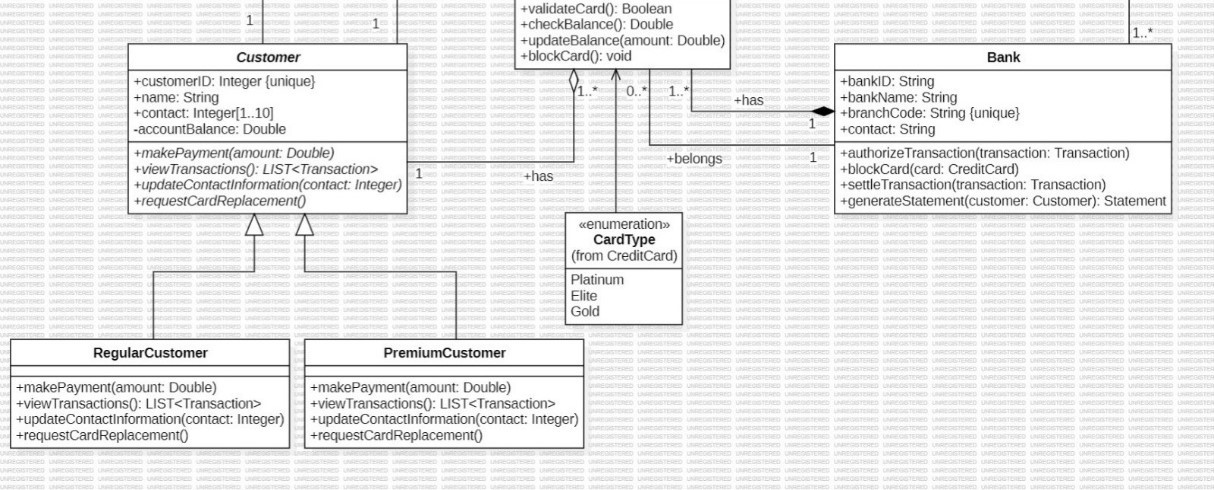 1
1
+validateCard(): Boolean
+checkBalance(): Double
+updateBalance(amount: Double)
+blockCard(): void
1..*
Customer
+customerID: Integer {unique}
+name: String
+contact: Integer[1..10]
-accountBalance: Double
+makePayment(amount: Double)
+viewTransactions(): LIST<Transaction>
+updateContactInformation(contact: Integer)
+requestCardReplacement()
1
+has
1..*
0..*
1..*
+has
1
+belongs
1
Bank
+bankID: String
+bankName: String
+branchCode: String {unique}
+contact: String
+authorizeTransaction(transaction: Transaction)
+blockCard(card: CreditCard)
+settleTransaction(transaction: Transaction)
+generateStatement(customer: Customer): Statement
«enumeration»
CardType
(from CreditCard)
Platinum
Elite
Gold
RegularCustomer
+makePayment(amount: Double)
+viewTransactions(): LIST<Transaction>
+updateContactInformation(contact: Integer)
+requestCardReplacement()
PremiumCustomer
+makePayment(amount: Double)
+viewTransactions(): LIST<Transaction>
+updateContactInformation(contact: Integer)
+requestCardReplacement()
UNREGISTERED